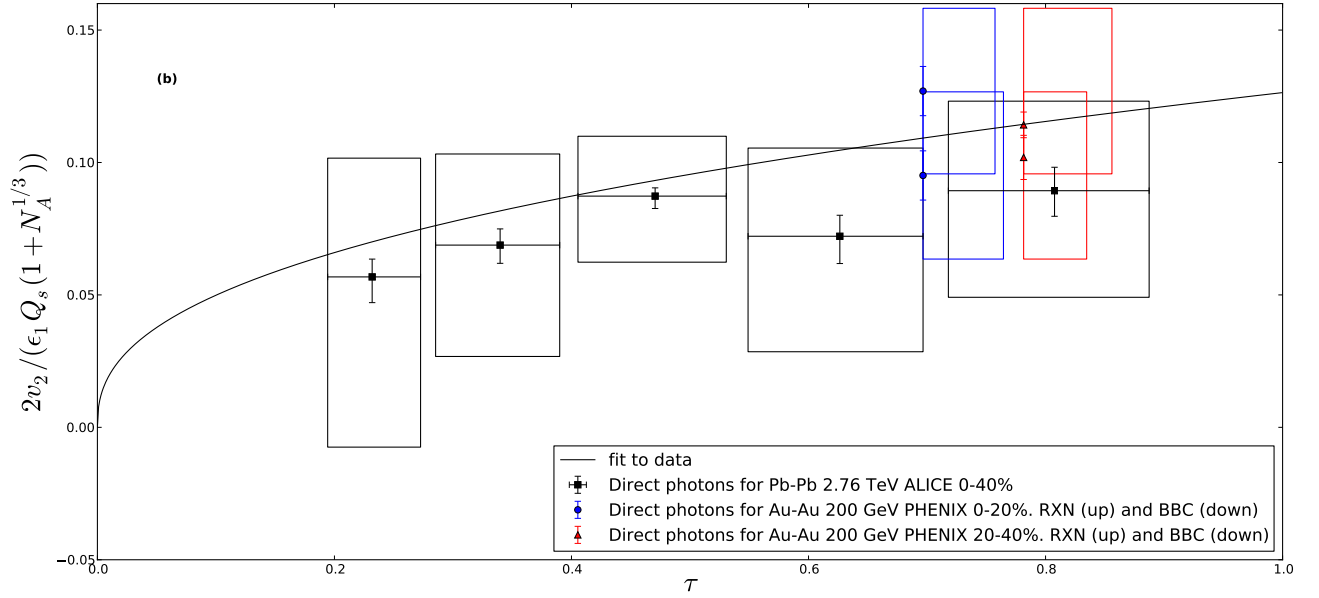 0.15
(b)
0.10
0.05
0.00
−0.05
2v_2/(ϵ_1 Q_s (1+N_A^{1/3}))
fit to data
Direct photons for Pb-Pb 2.76 TeV ALICE 0-40%
Direct photons for Au-Au 200 GeV PHENIX 0-20%. RXN (up) and BBC (down)
Direct photons for Au-Au 200 GeV PHENIX 20-40%. RXN (up) and BBC (down)
0.0 0.2 0.4 0.6 0.8 1.0
τ